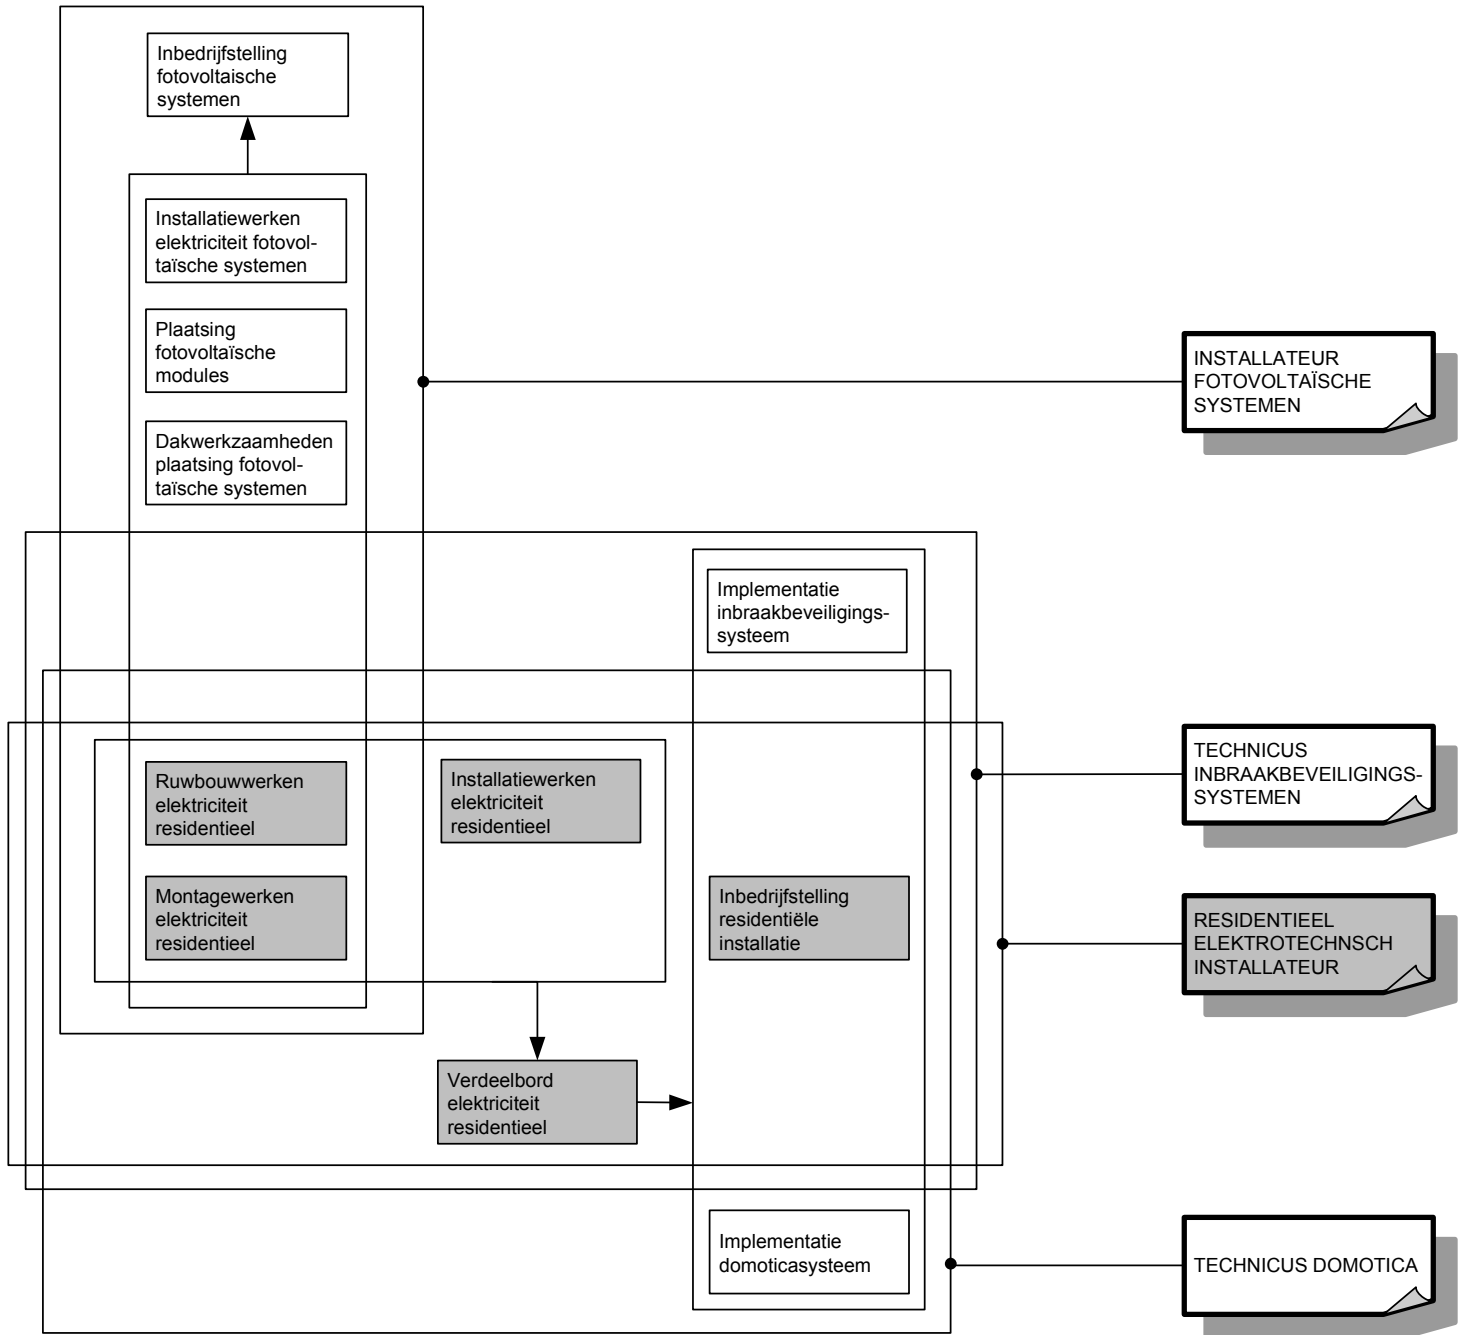 Inbedrijfstelling
fotovoltaische
systemen
Installatiewerken
elektriciteit fotovol-
taïsche systemen
Plaatsing
fotovoltaïsche
modules
INSTALLATEUR
FOTOVOLTAÏSCHE
SYSTEMEN
Dakwerkzaamheden
plaatsing fotovol-
taïsche systemen
Implementatie
inbraakbeveiligings-
systeem
Ruwbouwwerken
elektriciteit
residentieel
Installatiewerken
elektriciteit
residentieel
TECHNICUS
INBRAAKBEVEILIGINGS-
SYSTEMEN
Montagewerken
elektriciteit
residentieel
Inbedrijfstelling
residentiële
installatie
RESIDENTIEEL
ELEKTROTECHNSCH
INSTALLATEUR
Verdeelbord
elektriciteit
residentieel
Implementatie
domoticasysteem
TECHNICUS DOMOTICA